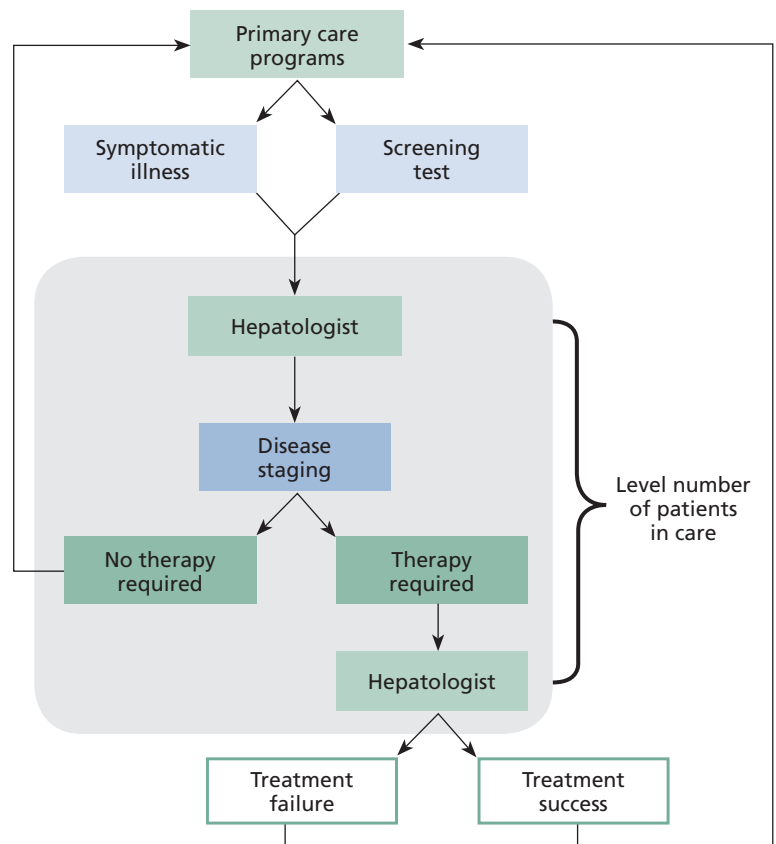 Primary care
programs
Symptomatic
illness
Screening
test
Hepatologist
Disease
staging
Level number
of patients
in care
No therapy
required
Therapy
required
Hepatologist
Treatment
failure
Treatment
success